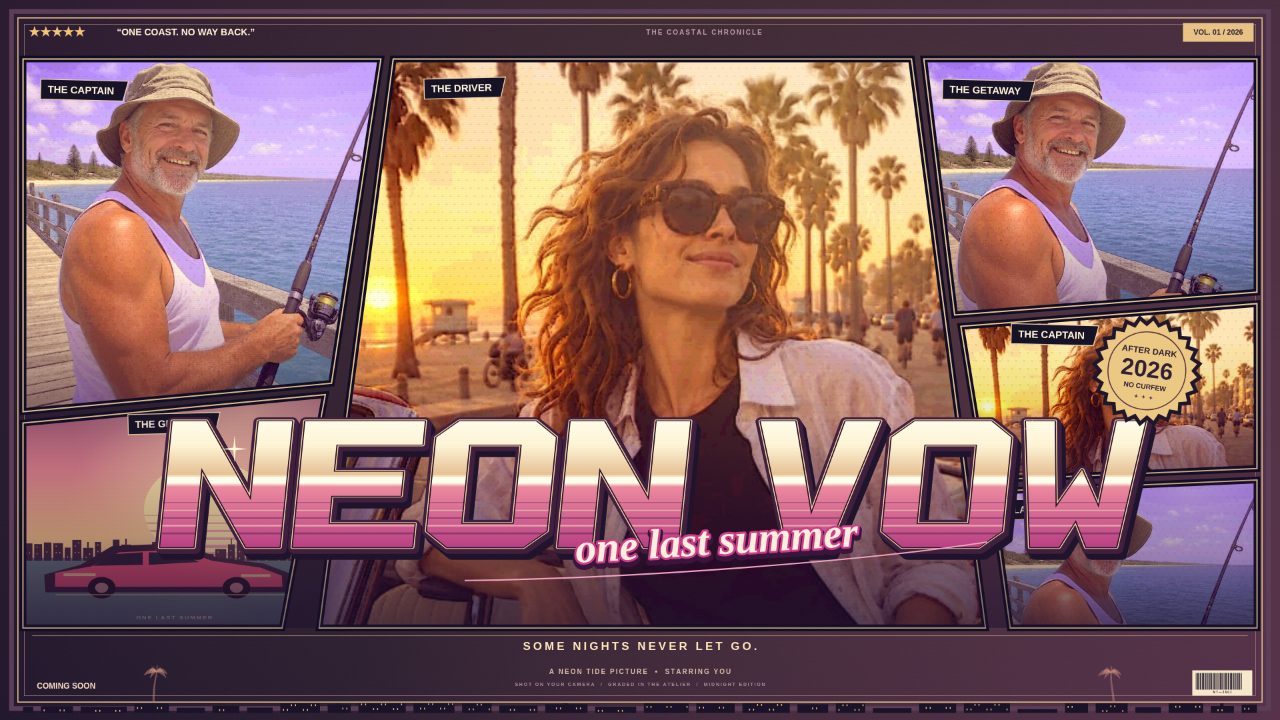 ★★★★★
“ONE COAST. NO WAY BACK.”
THE COASTAL CHRONICLE
VOL. 01 / 2026
THE CAPTAIN
THE DRIVER
THE GETAWAY
THE CAPTAIN
AFTER DARK
2026
NO CURFEW
+ + +
NEON VOW
one last summer
ONE LAST SUMMER
SOME NIGHTS NEVER LET GO.
A NEON TIDE PICTURE • STARRING YOU
SHOT ON YOUR CAMERA / GRADED IN THE ATELIER / MIDNIGHT EDITION
COMING SOON